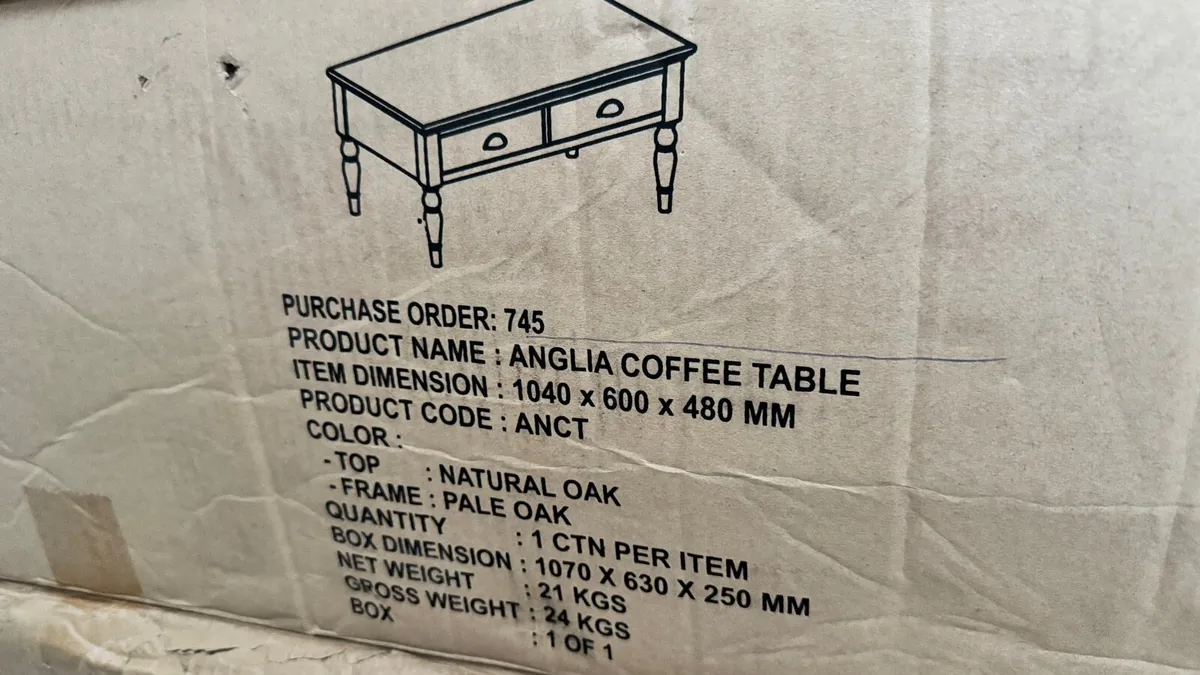 PURCHASE ORDER: 745
PRODUCT NAME : ANGLIA COFFEE TABLE
ITEM DIMENSION : 1040 x 600 x 480 MM
PRODUCT CODE : ANCT
COLOR :
-TOP : NATURAL OAK
-FRAME : PALE OAK
QUANTITY : 1 CTN PER ITEM
BOX DIMENSION : 1070 X 630 X 250 MM
NET WEIGHT : 21 KGS
GROSS WEIGHT : 24 KGS
BOX : 1 OF 1